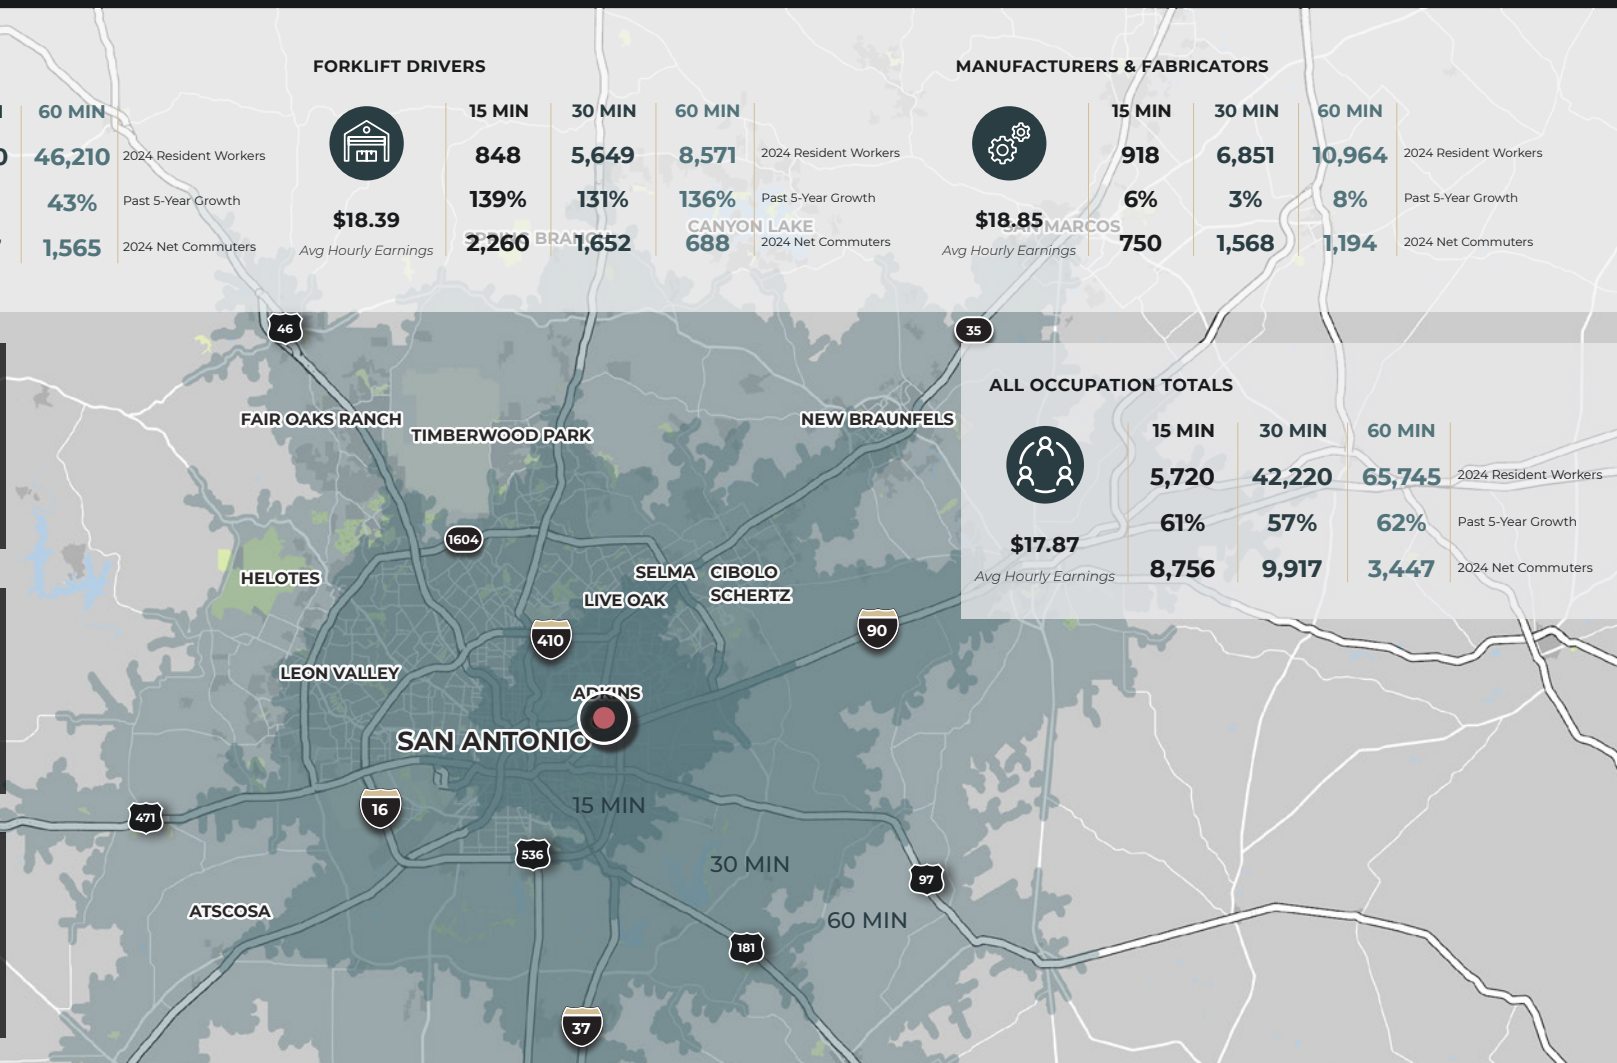 60 MIN
46,210 2024 Resident Workers
43% Past 5-Year Growth
1,565 2024 Net Commuters
FORKLIFT DRIVERS
15 MIN 30 MIN 60 MIN
848 5,649 8,571 2024 Resident Workers
139% 131% 136% Past 5-Year Growth
$18.39
2,260 1,652 688 2024 Net Commuters
Avg Hourly Earnings
MANUFACTURERS & FABRICATORS
15 MIN 30 MIN 60 MIN
918 6,851 10,964 2024 Resident Workers
6% 3% 8% Past 5-Year Growth
$18.85
750 1,568 1,194 2024 Net Commuters
Avg Hourly Earnings
CANYON LAKE
SAN MARCOS
46
35
ALL OCCUPATION TOTALS
15 MIN 30 MIN 60 MIN
5,720 42,220 65,745 2024 Resident Workers
61% 57% 62% Past 5-Year Growth
$17.87
8,756 9,917 3,447 2024 Net Commuters
Avg Hourly Earnings
FAIR OAKS RANCH
TIMBERWOOD PARK
NEW BRAUNFELS
1604
HELOTES
SELMA
CIBOLO
SCHERTZ
LIVE OAK
410
90
LEON VALLEY
ADKINS
SAN ANTONIO
15 MIN
16
471
536
30 MIN
97
ATSCOSA
60 MIN
181
37